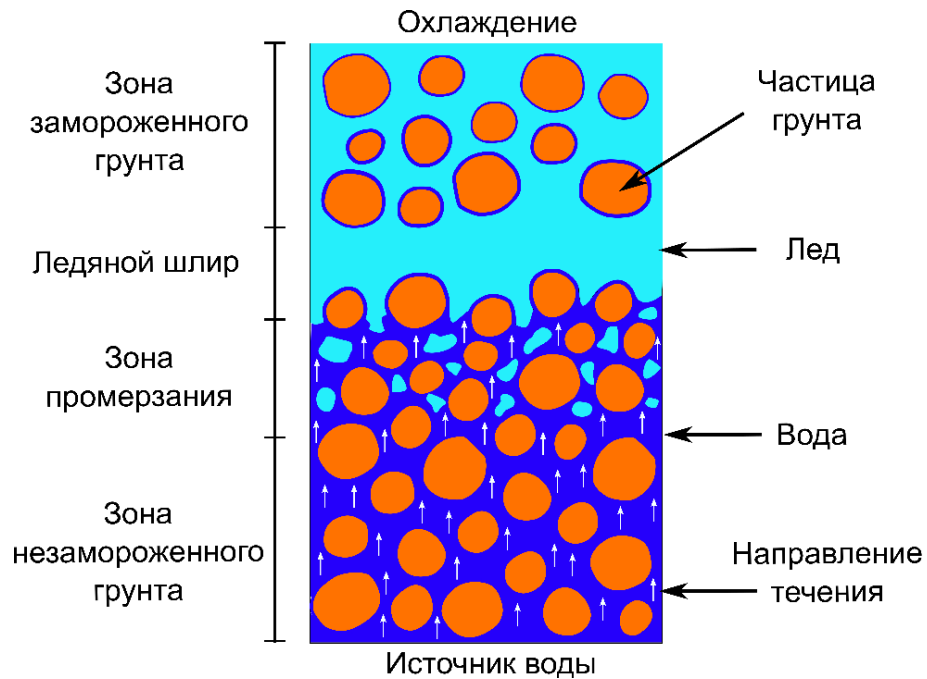 Охлаждение
Зона
замороженного
грунта
Частица
грунта
Ледяной шлир
Лед
Зона
промерзания
Вода
Зона
незамороженного
грунта
Направление
течения
Источник воды